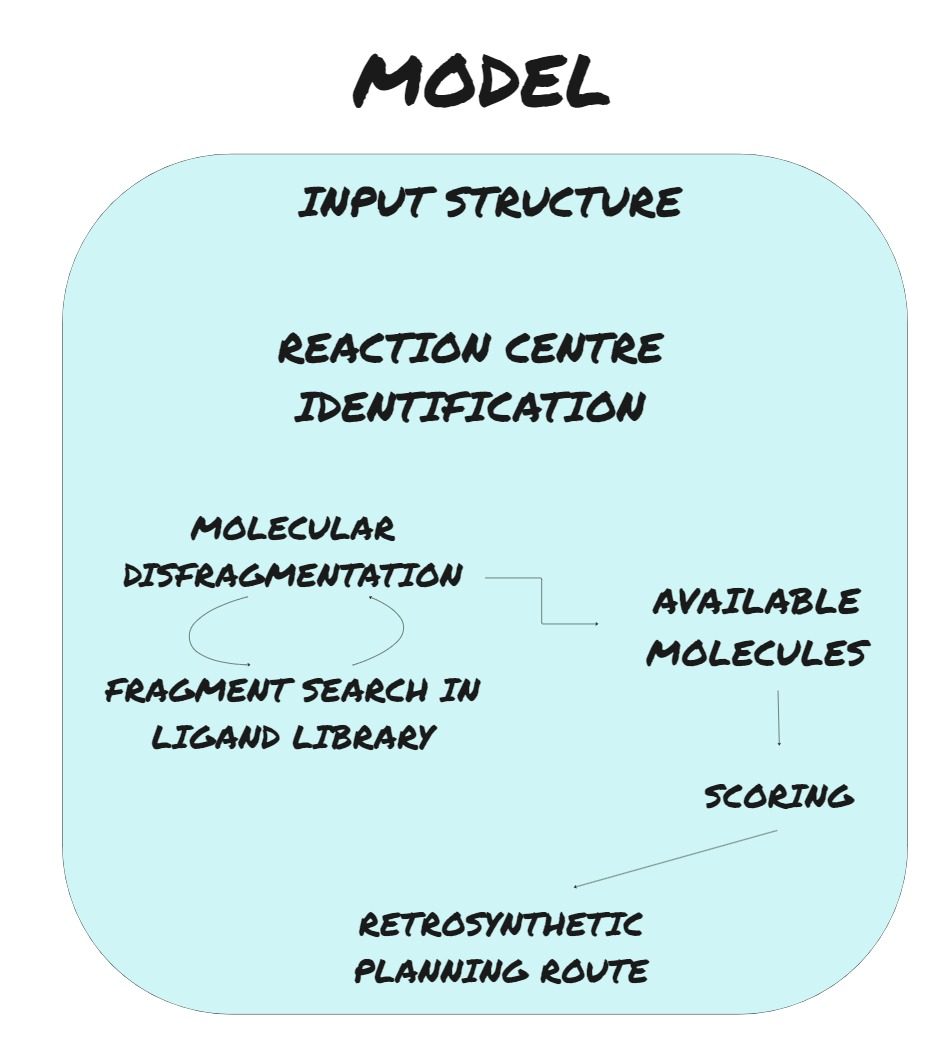 MODEL
INPUT STRUCTURE
REACTION CENTRE
IDENTIFICATION
MOLECULAR
DISFRAGMENTATION
FRAGMENT SEARCH IN
LIGAND LIBRARY
AVAILABLE
MOLECULES
SCORING
RETROSYNTHETIC
PLANNING ROUTE